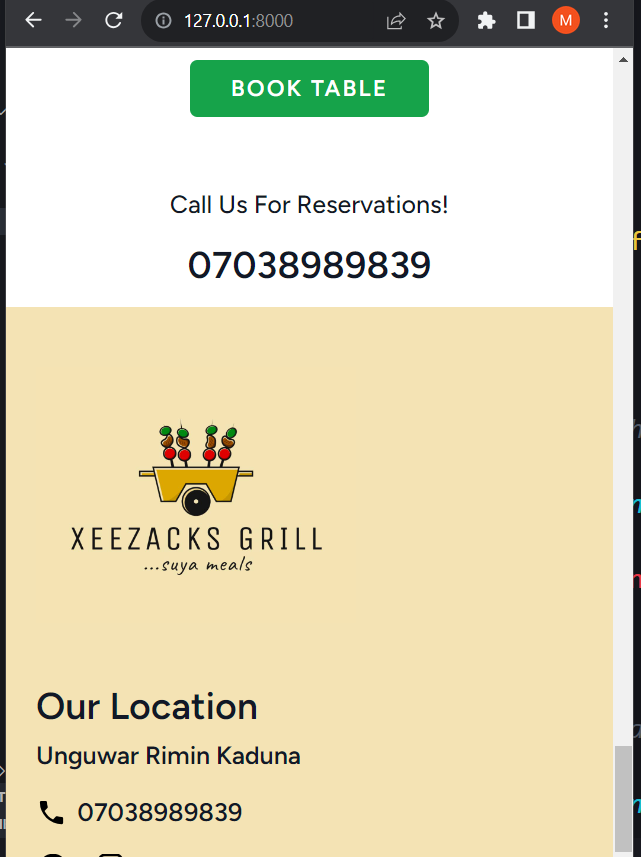 127.0.0.1:8000
M
BOOK TABLE
Call Us For Reservations!
07038989839
XEEZACKS GRILL
...suya meals
Our Location
Unguwar Rimin Kaduna
07038989839